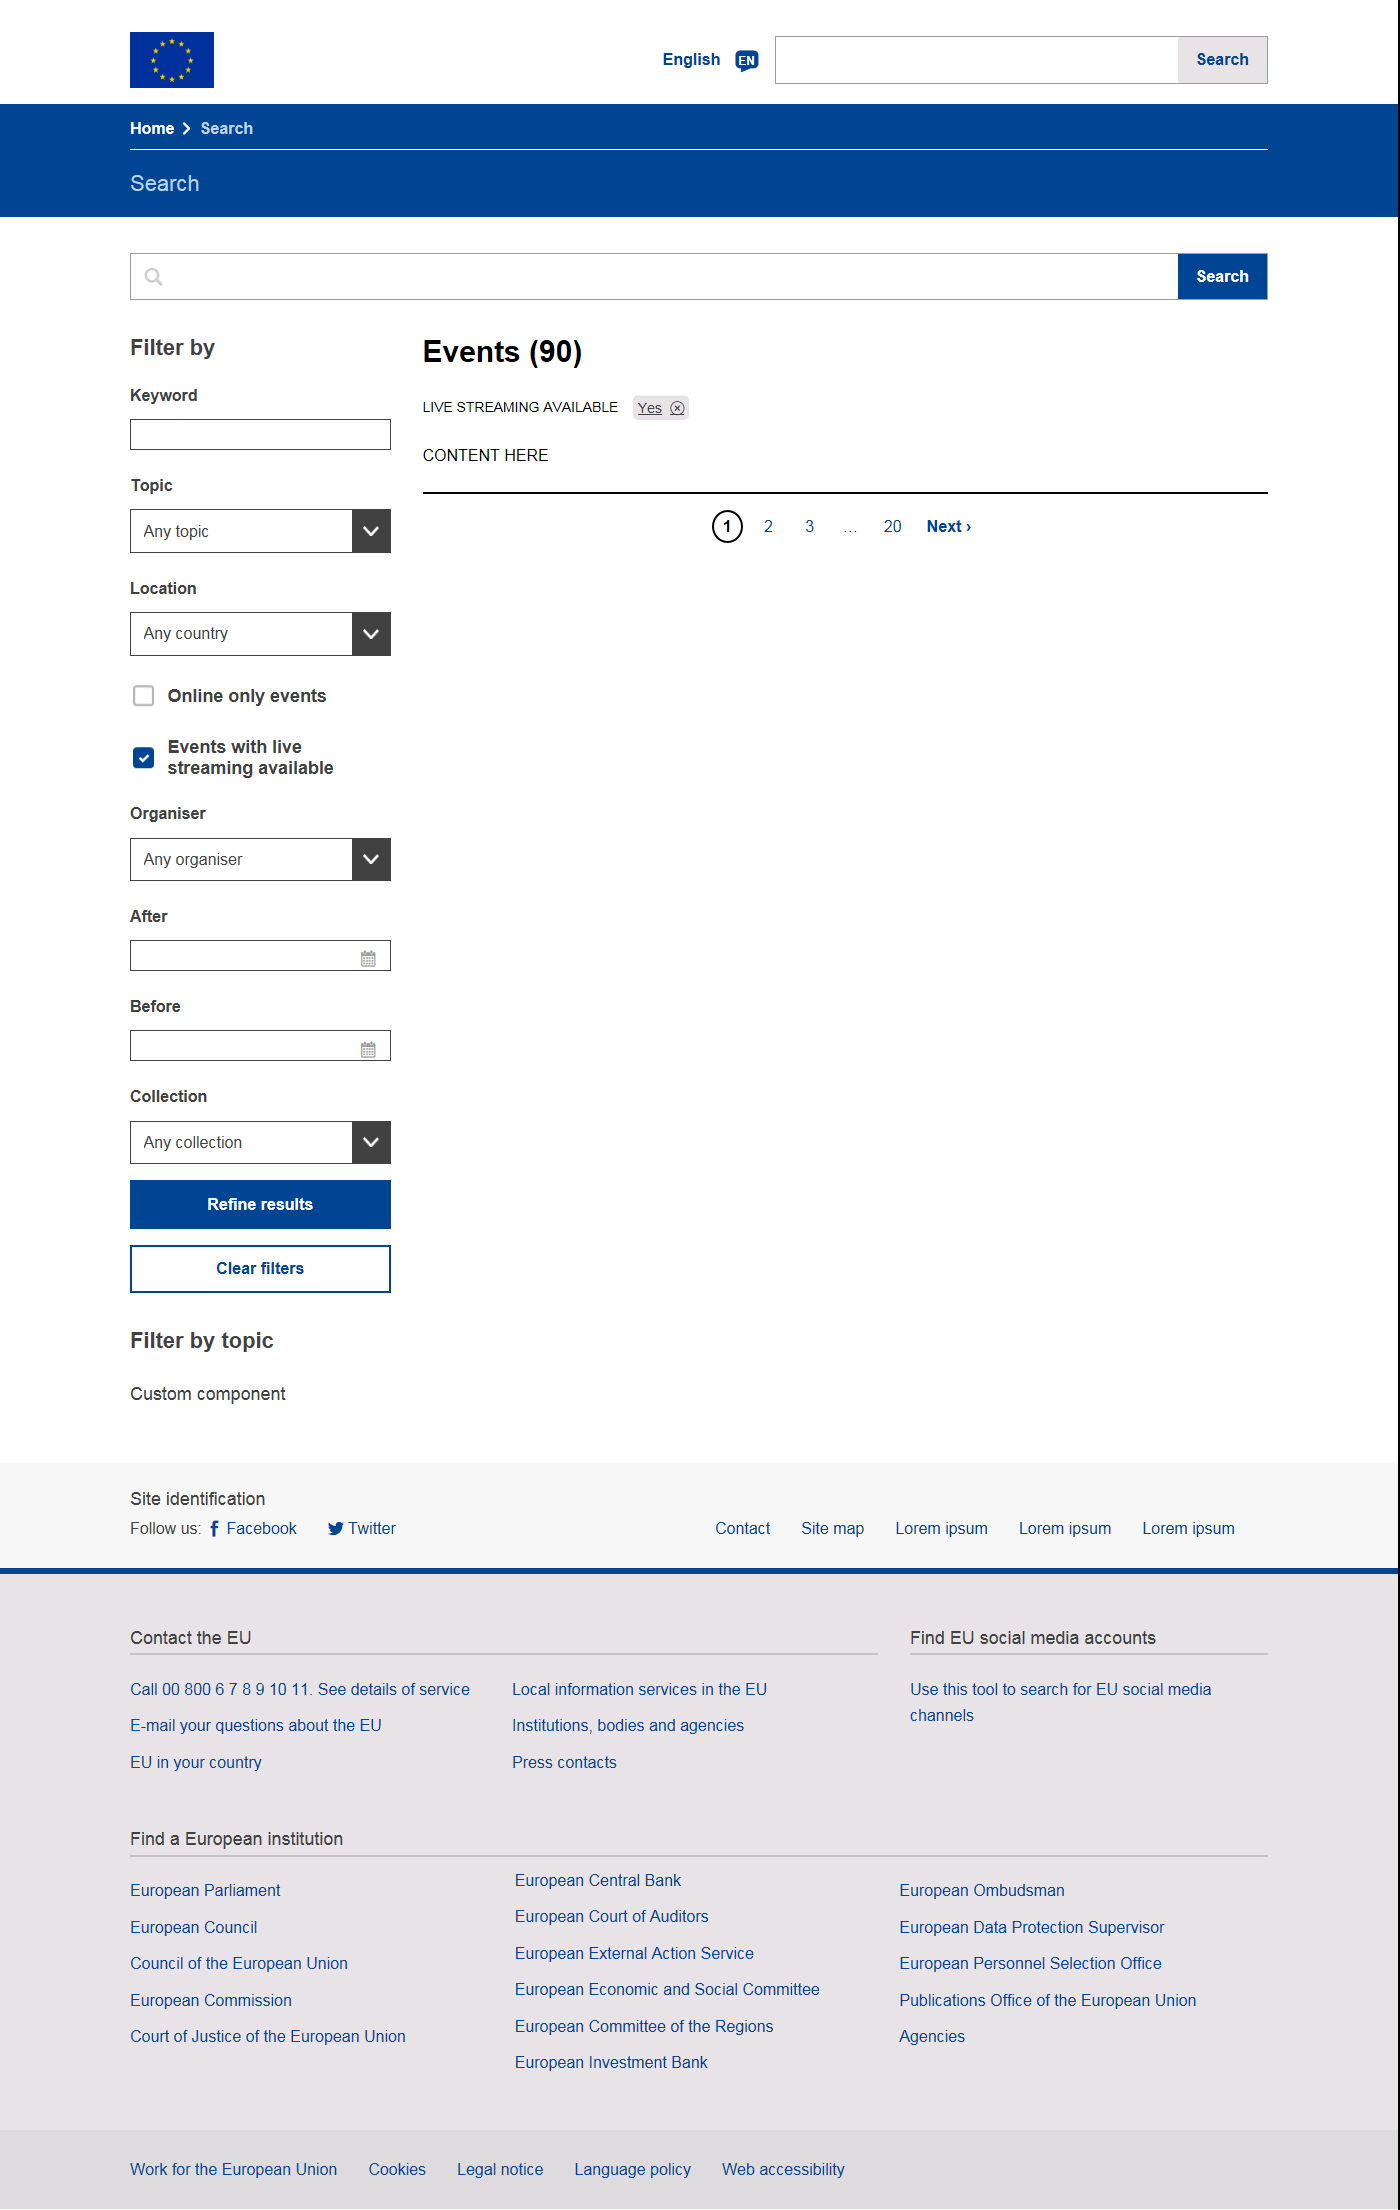 English EN Search
Home Search
Search
Search
Filter by
Keyword
Topic
Any topic
Location
Any country
Online only events
Events with live
streaming available
Organiser
Any organiser
After
Before
Collection
Any collection
Refine results
Clear filters
Filter by topic
Custom component
Events (90)
LIVE STREAMING AVAILABLE Yes
CONTENT HERE
1 2 3 ... 20 Next ›
Site identification
Follow us: Facebook Twitter
Contact Site map Lorem ipsum Lorem ipsum Lorem ipsum
Contact the EU
Call 00 800 6 7 8 9 10 11. See details of service
E-mail your questions about the EU
EU in your country
Local information services in the EU
Institutions, bodies and agencies
Press contacts
Find EU social media accounts
Use this tool to search for EU social media
channels
Find a European institution
European Parliament
European Council
Council of the European Union
European Commission
Court of Justice of the European Union
European Central Bank
European Court of Auditors
European External Action Service
European Economic and Social Committee
European Committee of the Regions
European Investment Bank
European Ombudsman
European Data Protection Supervisor
European Personnel Selection Office
Publications Office of the European Union
Agencies
Work for the European Union Cookies Legal notice Language policy Web accessibility